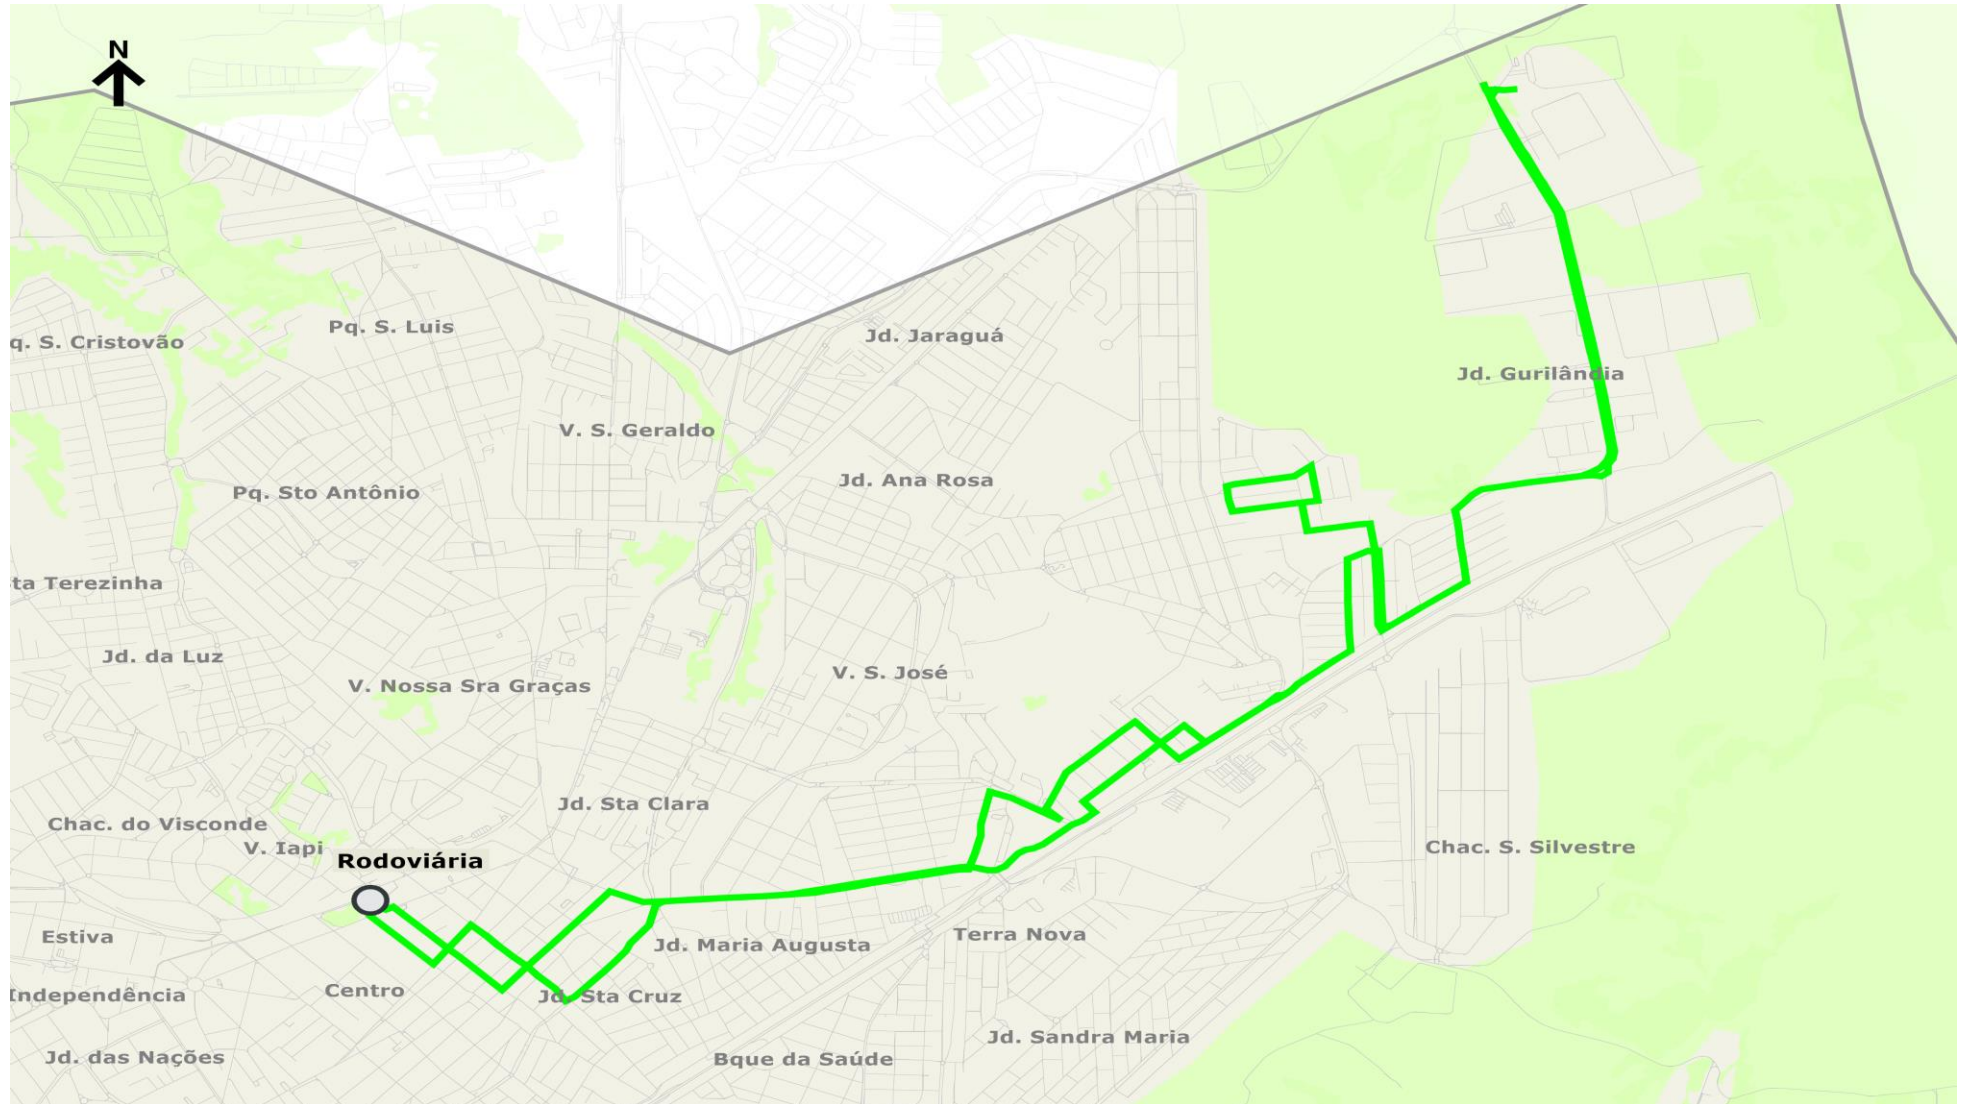 N
Pq. S. Luis
Jd. Jaraguá
q. S. Cristovão
Jd. Gurilândia
V. S. Geraldo
Jd. Ana Rosa
Pq. Sto Antônio
ta Terezinha
Jd. da Luz
V. S. José
V. Nossa Sra Graças
Jd. Sta Clara
Chac. do Visconde
V. Iapi
Chac. S. Silvestre
Rodoviária
Estiva
Terra Nova
Jd. Maria Augusta
Centro
Independência
Jd. Sta Cruz
Jd. Sandra Maria
Jd. das Nações
Bque da Saúde